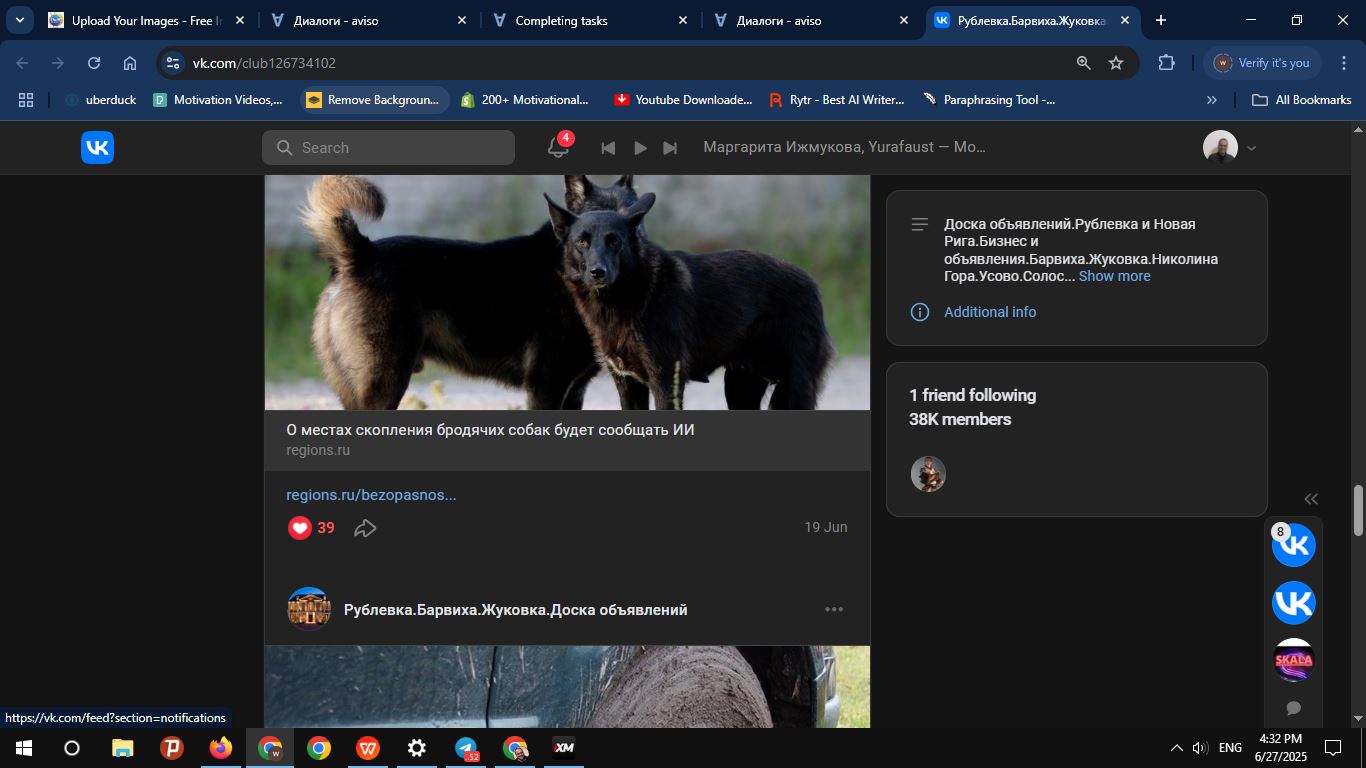 Upload Your Images - Free I
Диалоги - aviso
Completing tasks
Диалоги - aviso
Рублевка.Барвиха.Жуковка.
vk.com/club126734102
Verify it's you
uberduck
Motivation Videos,...
Remove Backgroun...
200+ Motivational...
Youtube Downloade...
Rytr - Best AI Writer...
Paraphrasing Tool -...
All Bookmarks
Search
4
Маргарита Ижмукова, Yurafaust — Mo...
О местах скопления бродячих собак будет сообщать ИИ
regions.ru
regions.ru/bezopasnos...
39
19 Jun
Рублевка.Барвиха.Жуковка.Доска объявлений
Доска объявлений.Рублевка и Новая
Рига.Бизнес и
объявления.Барвиха.Жуковка.Николина
Гора.Усово.Солос... Show more
Additional info
1 friend following
38K members
8
SKALA
https://vk.com/feed?section=notifications
52
XM
ENG
4:32 PM
6/27/2025